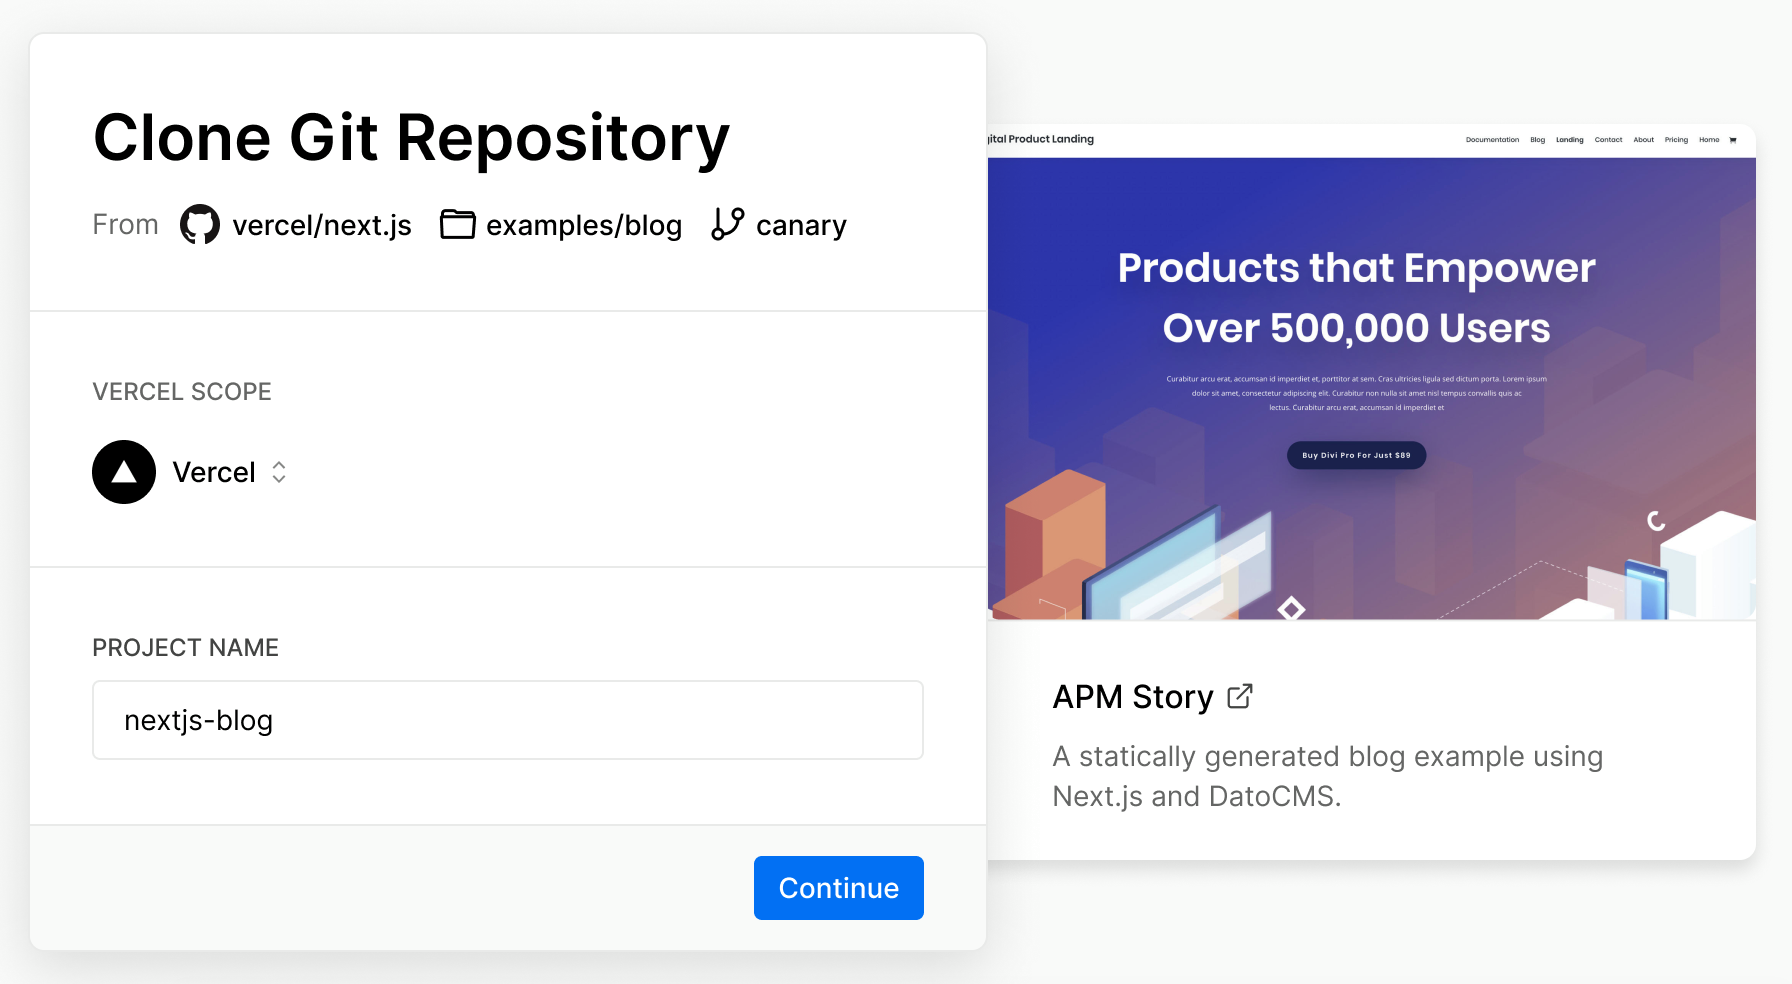 Clone Git Repository
From vercel/next.js examples/blog canary
VERCEL SCOPE
Vercel
PROJECT NAME
nextjs-blog
Continue
gital Product Landing
Documentation Blog Landing Contact About Pricing Home
Products that Empower
Over 500,000 Users
Curabitur arcu erat, accumsan id imperdiet et, porttitor at sem. Cras ultricies ligula sed dictum porta. Lorem ipsum
dolor sit amet, consectetur adipiscing elit. Curabitur non nulla sit amet nisl tempus convallis quis ac
lectus. Curabitur arcu erat, accumsan id imperdiet et
Buy Divi Pro For Just $89
APM Story
A statically generated blog example using
Next.js and DatoCMS.